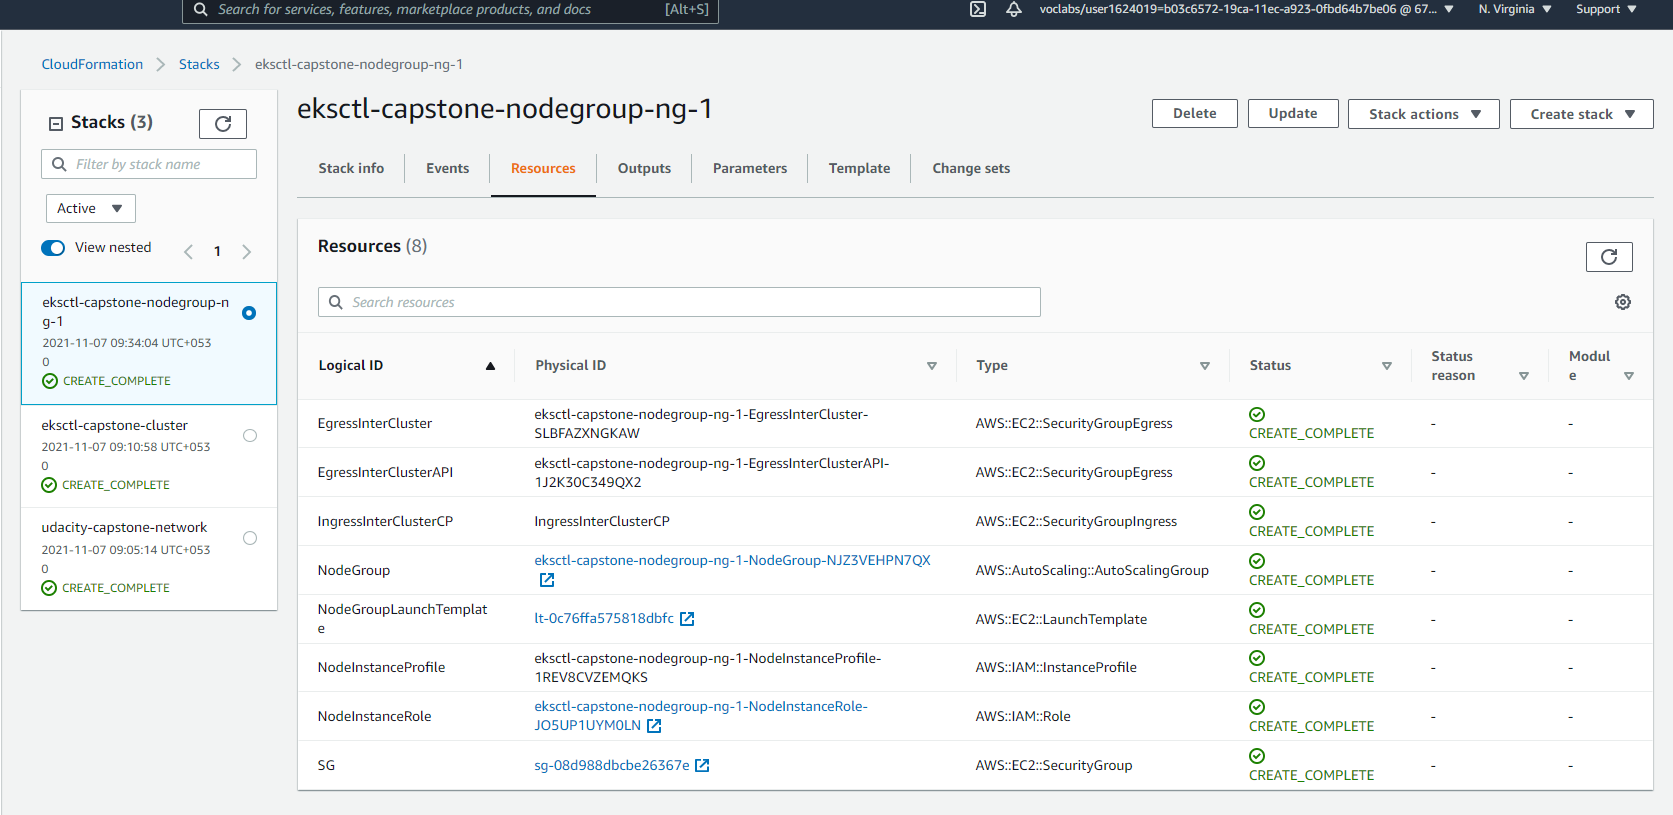 Search for services, features, marketplace products, and docs [Alt+S] voclabs/user1624019=b03c6572-19ca-11ec-a923-0fbd64b7be06 @ 67... N. Virginia Support
CloudFormation Stacks eksctl-capstone-nodegroup-ng-1
Stacks (3)
Filter by stack name
Active
View nested 1
eksctl-capstone-nodegroup-n
g-1
2021-11-07 09:34:04 UTC+053
0
CREATE_COMPLETE
eksctl-capstone-cluster
2021-11-07 09:10:58 UTC+053
0
CREATE_COMPLETE
udacity-capstone-network
2021-11-07 09:05:14 UTC+053
0
CREATE_COMPLETE
eksctl-capstone-nodegroup-ng-1
Delete Update Stack actions Create stack
Stack info Events Resources Outputs Parameters Template Change sets
Resources (8)
Search resources
Logical ID Physical ID Type Status Status
reason Modul
e
EgressInterCluster eksctl-capstone-nodegroup-ng-1-EgressInterCluster-
SLBFAZXNGKAW AWS::EC2::SecurityGroupEgress CREATE_COMPLETE - -
EgressInterClusterAPI eksctl-capstone-nodegroup-ng-1-EgressInterClusterAPI-
1J2K30C349QX2 AWS::EC2::SecurityGroupEgress CREATE_COMPLETE - -
IngressInterClusterCP IngressInterClusterCP AWS::EC2::SecurityGroupIngress CREATE_COMPLETE - -
NodeGroup eksctl-capstone-nodegroup-ng-1-NodeGroup-NJZ3VEHPN7QX AWS::AutoScaling::AutoScalingGroup CREATE_COMPLETE - -
NodeGroupLaunchTemplat
e lt-0c76ffa575818dbfc AWS::EC2::LaunchTemplate CREATE_COMPLETE - -
NodeInstanceProfile eksctl-capstone-nodegroup-ng-1-NodeInstanceProfile-
1REV8CVZEMQKS AWS::IAM::InstanceProfile CREATE_COMPLETE - -
NodeInstanceRole eksctl-capstone-nodegroup-ng-1-NodeInstanceRole-
JO5UP1UYM0LN AWS::IAM::Role CREATE_COMPLETE - -
SG sg-08d988dbcbe26367e AWS::EC2::SecurityGroup CREATE_COMPLETE - -